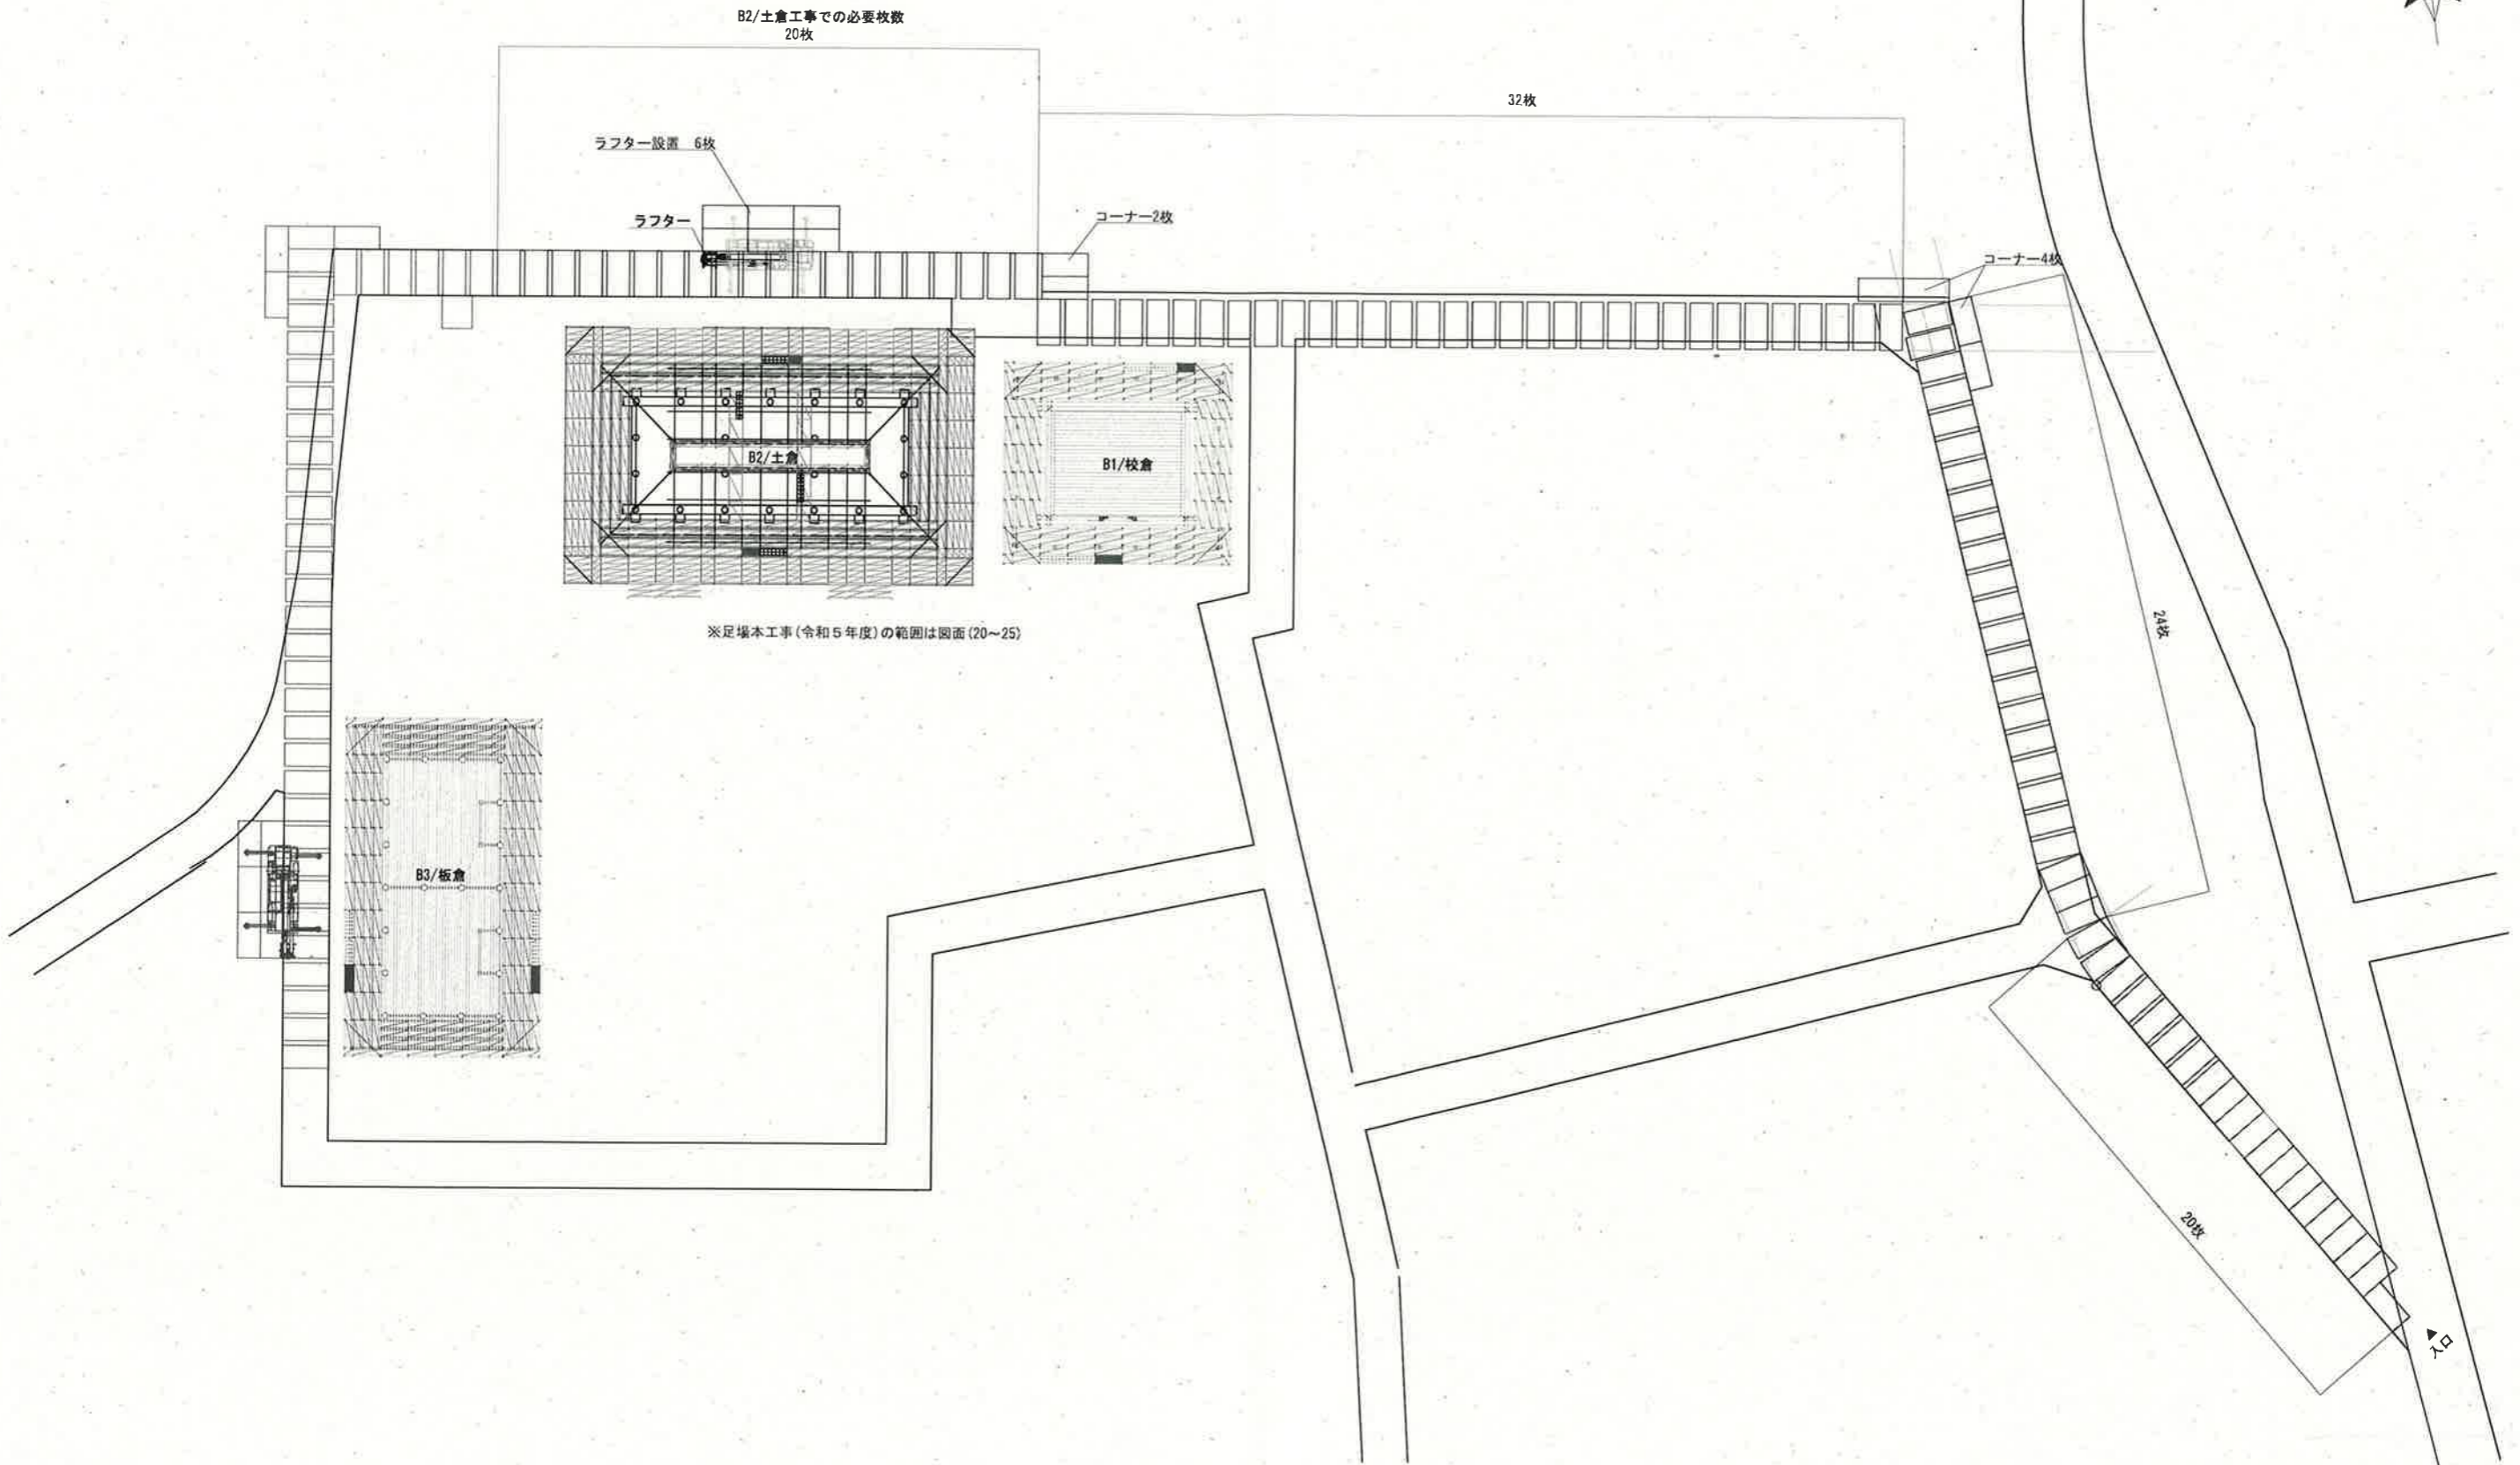 B2/土倉工事での必要枚数
20枚
32枚
ラフター設置 6枚
ラフター
コーナー2枚
コーナー4枚
B2/土倉
B1/校倉
※足場本工事(令和5年度)の範囲は図面(20〜25)
24枚
B3/板倉
20枚
入口